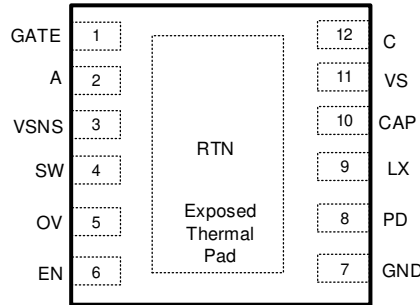 GATE 1
A 2
VSNS 3
SW 4
OV 5
EN 6
RTN
Exposed
Thermal
Pad
12 C
11 VS
10 CAP
9 LX
8 PD
7 GND